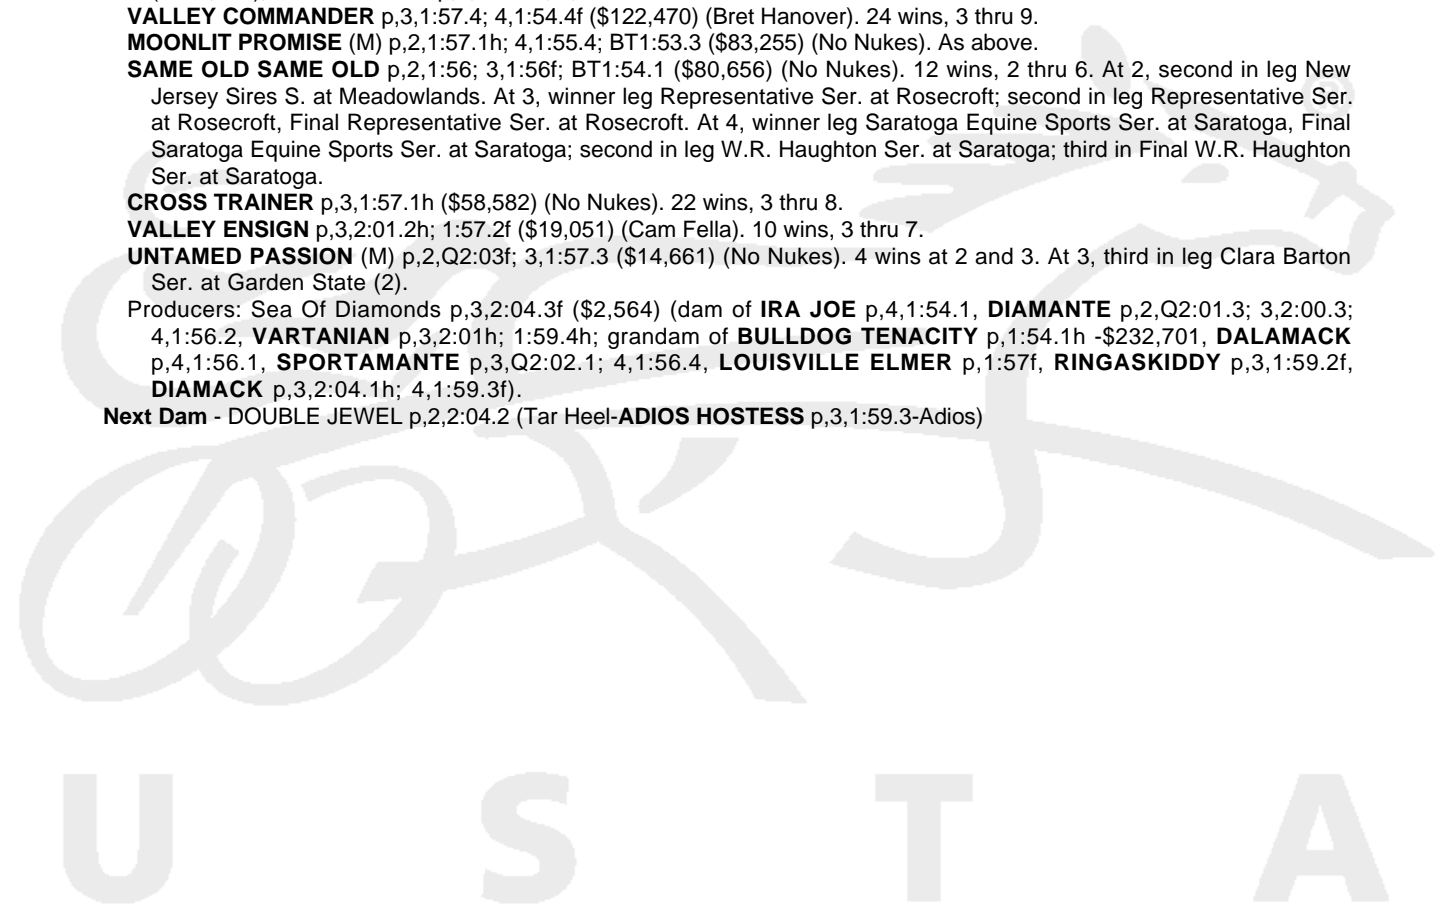 VALLEY COMMANDER p,3,1:57.4; 4,1:54.4f ($122,470) (Bret Hanover). 24 wins, 3 thru 9.
MOONLIT PROMISE (M) p,2,1:57.1h; 4,1:55.4; BT1:53.3 ($83,255) (No Nukes). As above.
SAME OLD SAME OLD p,2,1:56; 3,1:56f; BT1:54.1 ($80,656) (No Nukes). 12 wins, 2 thru 6. At 2, second in leg New
Jersey Sires S. at Meadowlands. At 3, winner leg Representative Ser. at Rosecroft; second in leg Representative Ser.
at Rosecroft, Final Representative Ser. at Rosecroft. At 4, winner leg Saratoga Equine Sports Ser. at Saratoga, Final
Saratoga Equine Sports Ser. at Saratoga; second in leg W.R. Haughton Ser. at Saratoga; third in Final W.R. Haughton
Ser. at Saratoga.
CROSS TRAINER p,3,1:57.1h ($58,582) (No Nukes). 22 wins, 3 thru 8.
VALLEY ENSIGN p,3,2:01.2h; 1:57.2f ($19,051) (Cam Fella). 10 wins, 3 thru 7.
UNTAMED PASSION (M) p,2,Q2:03f; 3,1:57.3 ($14,661) (No Nukes). 4 wins at 2 and 3. At 3, third in leg Clara Barton
Ser. at Garden State (2).
Producers: Sea Of Diamonds p,3,2:04.3f ($2,564) (dam of IRA JOE p,4,1:54.1, DIAMANTE p,2,Q2:01.3; 3,2:00.3;
4,1:56.2, VARTANIAN p,3,2:01h; 1:59.4h; grandam of BULLDOG TENACITY p,1:54.1h -$232,701, DALAMACK
p,4,1:56.1, SPORTAMANTE p,3,Q2:02.1; 4,1:56.4, LOUISVILLE ELMER p,1:57f, RINGASKIDDY p,3,1:59.2f,
DIAMACK p,3,2:04.1h; 4,1:59.3f).
Next Dam - DOUBLE JEWEL p,2,2:04.2 (Tar Heel-ADIOS HOSTESS p,3,1:59.3-Adios)
®
U S T A